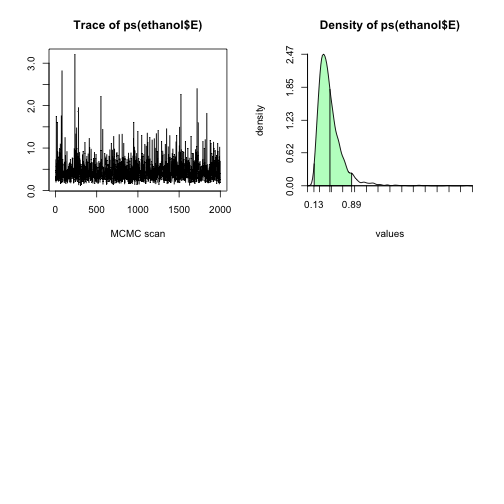 Trace of ps(ethanol$E)
3.0
2.0
1.0
0.0
0 500 1000 1500 2000
MCMC scan
Density of ps(ethanol$E)
density
2.47
1.85
1.23
0.62
0.00
0.13 0.89
values